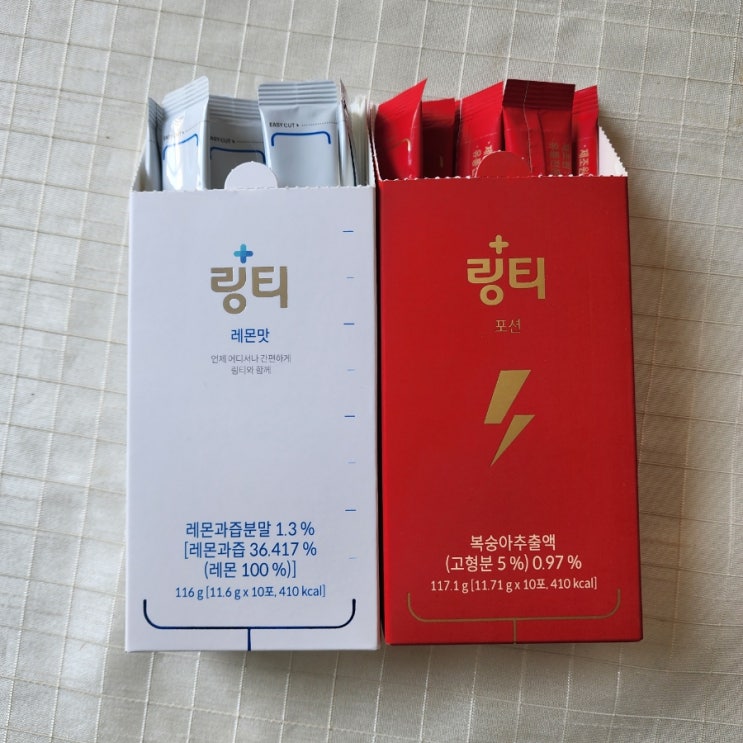 EASY CUT
EASY CUT
링티
레몬맛
언제 어디서나 간편하게
링티와 함께
레몬과즙분말 1.3 %
[레몬과즙 36.417 %
(레몬 100 %)]
116 g [11.6 g x 10포, 410 kcal]
링티
포션
복숭아추출액
(고형분 5 %) 0.97 %
117.1 g [11.71 g x 10포, 410 kcal]